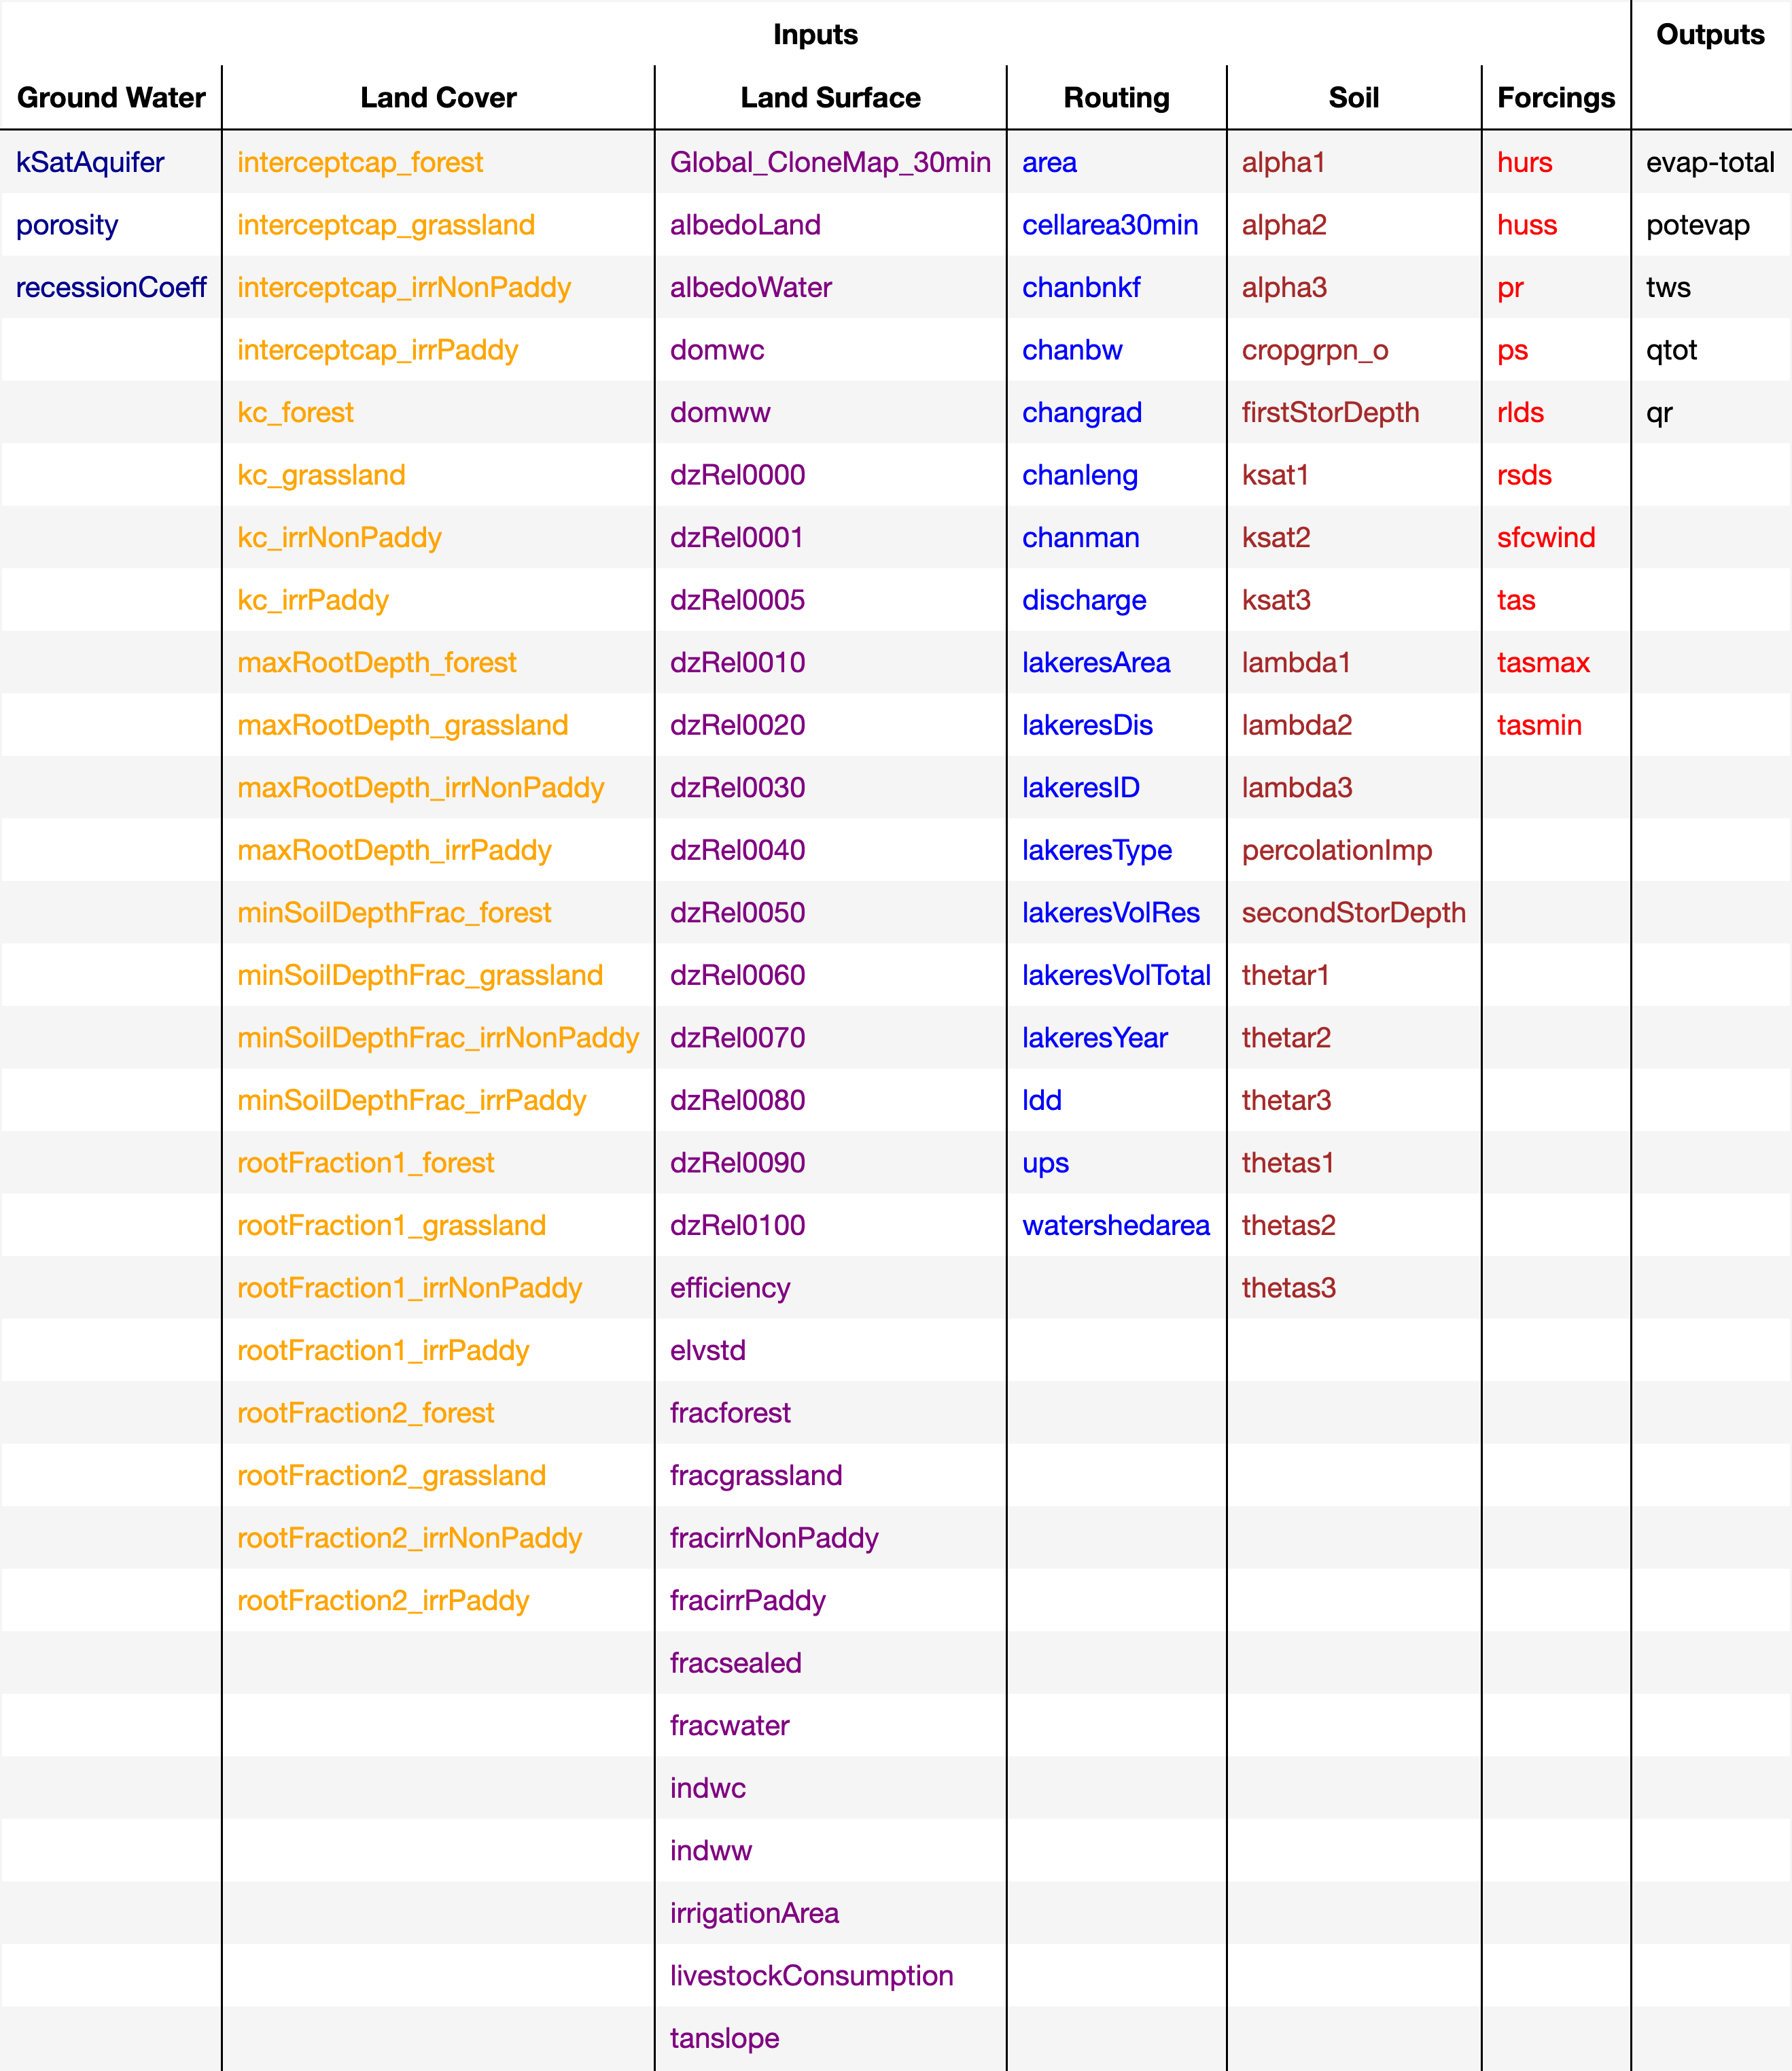 Inputs Outputs
Ground Water Land Cover Land Surface Routing Soil Forcings
kSatAquifer interceptcap_forest Global_CloneMap_30min area alpha1 hurs evap-total
porosity interceptcap_grassland albedoLand cellarea30min alpha2 huss potevap
recessionCoeff interceptcap_irrNonPaddy albedoWater chanbnkf alpha3 pr tws
interceptcap_irrPaddy domwc chanbw cropgrpn_o ps qtot
kc_forest domww changrad firstStorDepth rlds qr
kc_grassland dzRel0000 chanleng ksat1 rsds
kc_irrNonPaddy dzRel0001 chanman ksat2 sfcwind
kc_irrPaddy dzRel0005 discharge ksat3 tas
maxRootDepth_forest dzRel0010 lakeresArea lambda1 tasmax
maxRootDepth_grassland dzRel0020 lakeresDis lambda2 tasmin
maxRootDepth_irrNonPaddy dzRel0030 lakeresID lambda3
maxRootDepth_irrPaddy dzRel0040 lakeresType percolationImp
minSoilDepthFrac_forest dzRel0050 lakeresVolRes secondStorDepth
minSoilDepthFrac_grassland dzRel0060 lakeresVolTotal thetar1
minSoilDepthFrac_irrNonPaddy dzRel0070 lakeresYear thetar2
minSoilDepthFrac_irrPaddy dzRel0080 ldd thetar3
rootFraction1_forest dzRel0090 ups thetas1
rootFraction1_grassland dzRel0100 watershedarea thetas2
rootFraction1_irrNonPaddy efficiency thetas3
rootFraction1_irrPaddy elvstd
rootFraction2_forest fracforest
rootFraction2_grassland fracgrassland
rootFraction2_irrNonPaddy fracirrNonPaddy
rootFraction2_irrPaddy fracirrPaddy
fracsealed
fracwater
indwc
indww
irrigationArea
livestockConsumption
tanslope